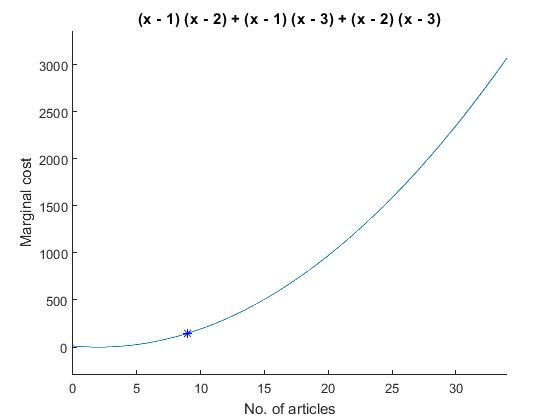 (x - 1) (x - 2) + (x - 1) (x - 3) + (x - 2) (x - 3)
3000
2500
2000
1500
1000
500
0
Marginal cost
0 5 10 15 20 25 30
No. of articles